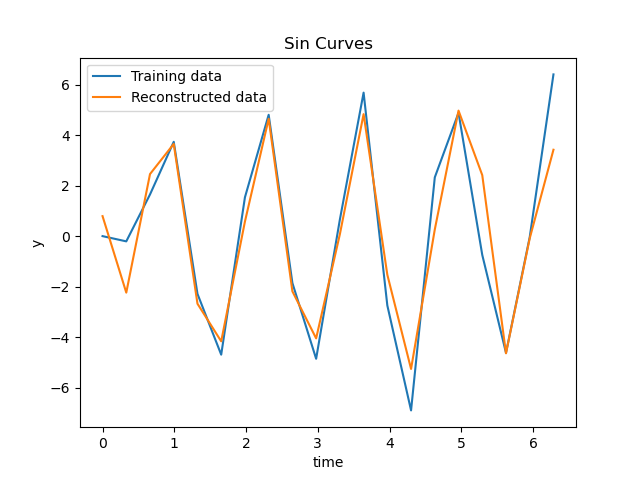 Sin Curves
Training data
Reconstructed data
6
4
2
0
−2
−4
−6
y
0 1 2 3 4 5 6
time